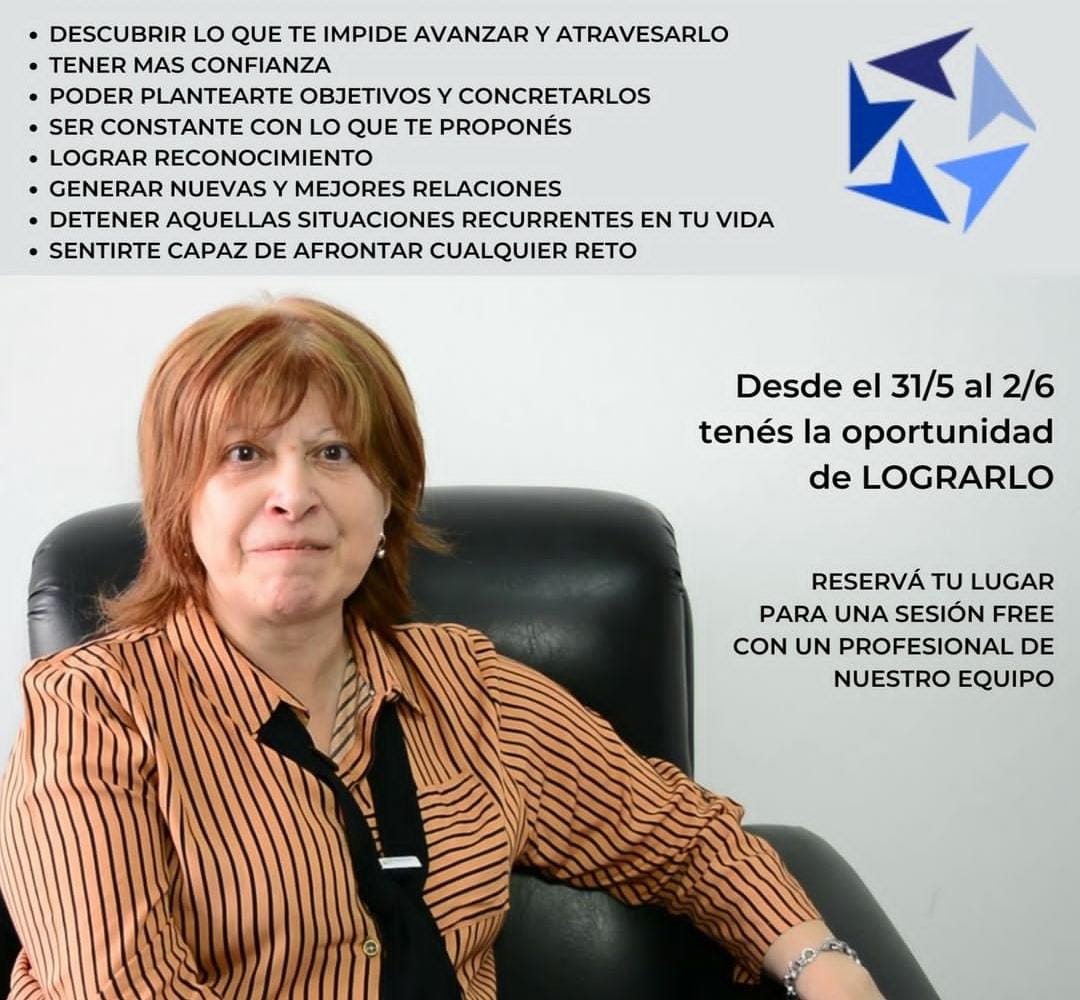 • DESCUBRIR LO QUE TE IMPIDE AVANZAR Y ATRAVESARLO
• TENER MAS CONFIANZA
• PODER PLANTEARTE OBJETIVOS Y CONCRETARLOS
• SER CONSTANTE CON LO QUE TE PROPONÉS
• LOGRAR RECONOCIMIENTO
• GENERAR NUEVAS Y MEJORES RELACIONES
• DETENER AQUELLAS SITUACIONES RECURRENTES EN TU VIDA
• SENTIRTE CAPAZ DE AFRONTAR CUALQUIER RETO
Desde el 31/5 al 2/6
tenés la oportunidad
de LOGRARLO
RESERVÁ TU LUGAR
PARA UNA SESIÓN FREE
CON UN PROFESIONAL DE
NUESTRO EQUIPO